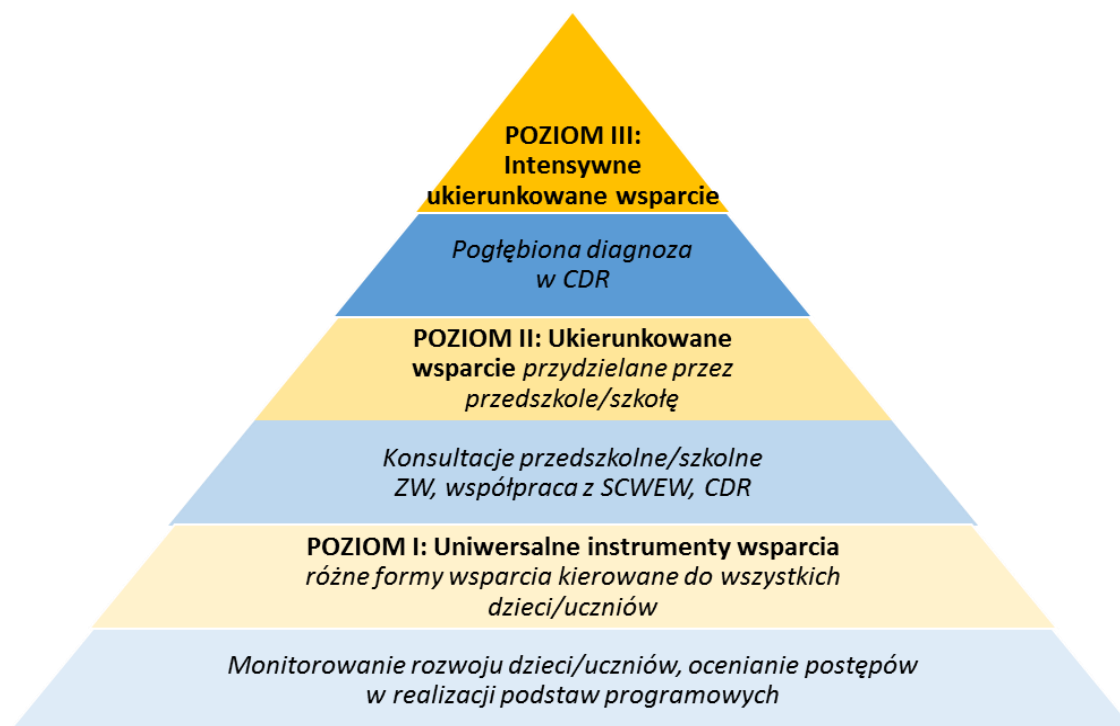 POZIOM III:
Intensywne
ukierunkowane wsparcie
Pogłębiona diagnoza
w CDR
POZIOM II: Ukierunkowane
wsparcie przydzielane przez
przedszkole/szkołę
Konsultacje przedszkolne/szkolne
ZW, współpraca z SCWEW, CDR
POZIOM I: Uniwersalne instrumenty wsparcia
różne formy wsparcia kierowane do wszystkich
dzieci/uczniów
Monitorowanie rozwoju dzieci/uczniów, ocenianie postępów
w realizacji podstaw programowych